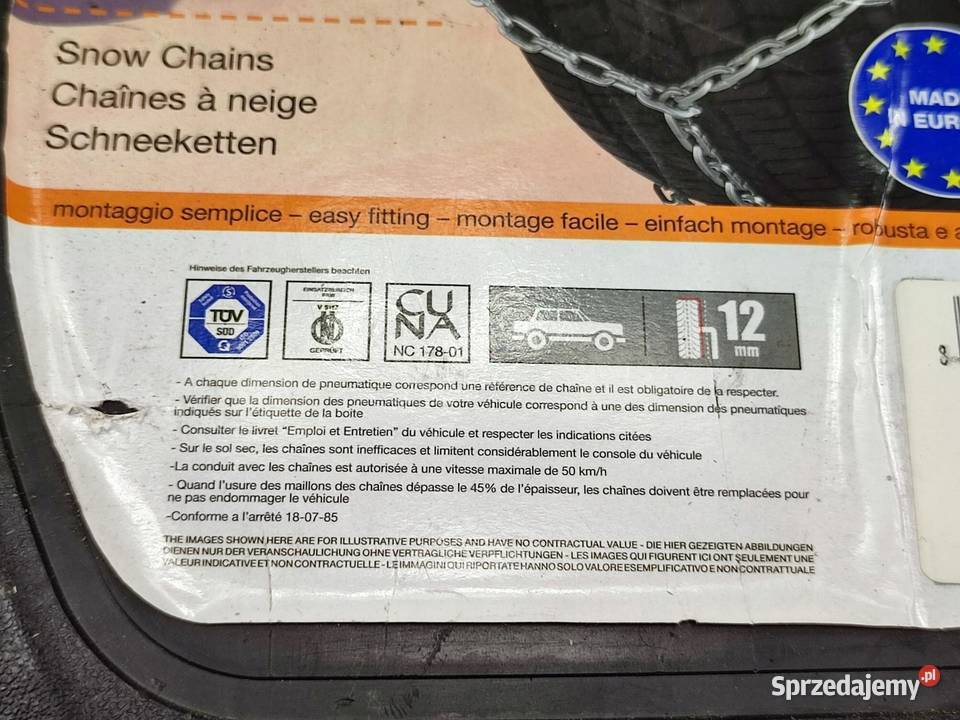 Snow Chains
Chaînes à neige
Schneeketten
MAD
IN EUR
montaggio semplice – easy fitting – montage facile – einfach montage – robusta e a
Hinweise des Fahrzeugherstellers beachten
TÜV
SÜD
EINSATZBEREICH
PKW
V 5117
GEPRÜFT
CU
NA
NC 178-01
12
mm
3
- A chaque dimension de pneumatique correspond une référence de chaîne et il est obligatoire de la respecter.
- Vérifier que la dimension des pneumatiques de votre véhicule correspond à une des dimension des pneumatiques
indiqués sur l'étiquette de la boite
- Consulter le livret "Emploi et Entretien" du véhicule et respecter les indications citées
- Sur le sol sec, les chaînes sont inefficaces et limitent considérablement le console du véhicule
-La conduit avec les chaînes est autorisée à une vitesse maximale de 50 km/h
- Quand l'usure des maillons des chaînes dépasse le 45% de l'épaisseur, les chaînes doivent être remplacées pour
ne pas endommager le véhicule
-Conforme a l'arrêté 18-07-85
THE IMAGES SHOWN HERE ARE FOR ILLUSTRATIVE PURPOSES AND HAVE NO CONTRACTUAL VALUE - DIE HIER GEZEIGTEN ABBILDUNGEN
DIENEN NUR DER VERANSCHAULICHUNG OHNE VERTRAGLICHE VERPFLICHTUNGEN - LES IMAGES QUI FIGURENT ICI ONT SEULEMENT UNE
VALEUR INDICATIVE ET NON CONTRACTUELLE - LE IMMAGINI QUI RIPORTATE HANNO SOLO VALORE ESEMPLIFICATIVO E NON CONTRATTUALE
Sprzedajemy.pl